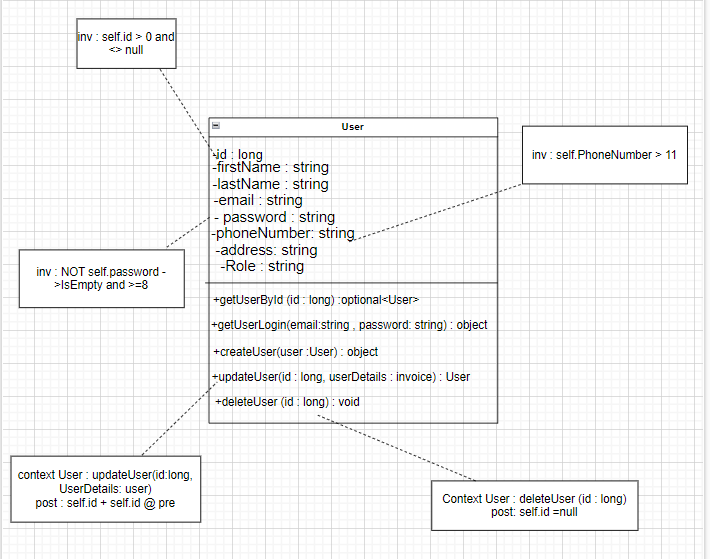 inv : self.id > 0 and
<> null
User
-id : long
-firstName : string
-lastName : string
-email : string
- password : string
-phoneNumber: string
-address: string
-Role : string
inv : self.PhoneNumber > 11
inv : NOT self.password -
>IsEmpty and >=8
+getUserById (id : long) :optional<User>
+getUserLogin(email:string , password: string) : object
+createUser(user :User) : object
+updateUser(id : long, userDetails : invoice) : User
+deleteUser (id : long) : void
context User : updateUser(id:long,
UserDetails: user)
post : self.id + self.id @ pre
Context User : deleteUser (id : long)
post: self.id =null